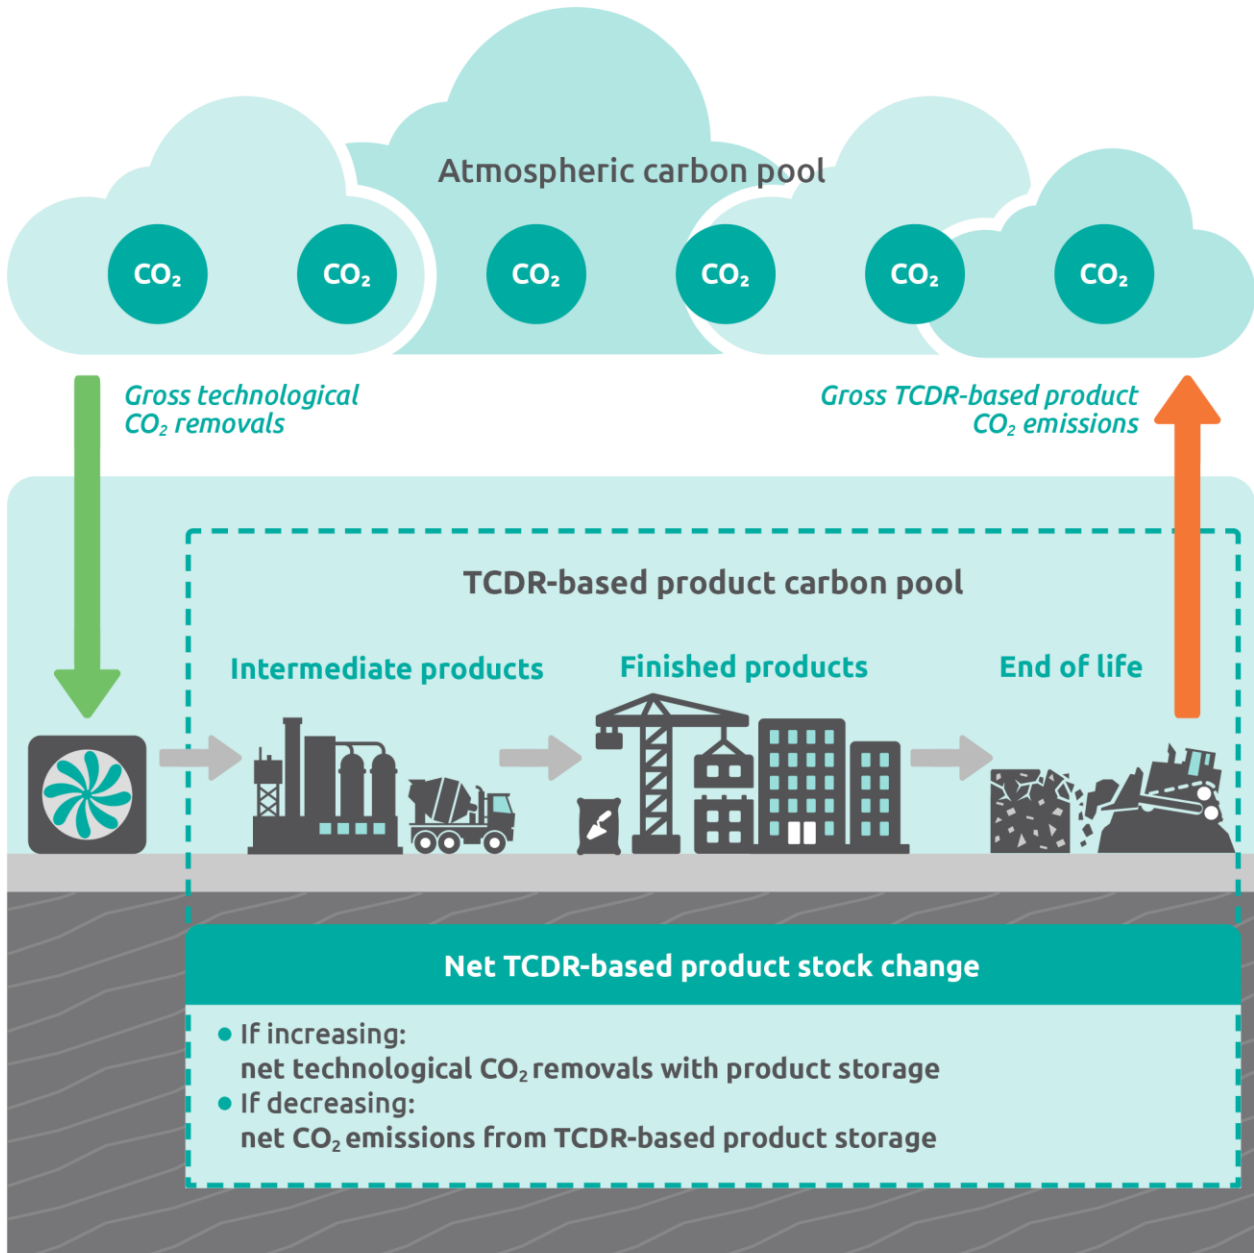 Atmospheric carbon pool
CO₂ CO₂ CO₂ CO₂ CO₂ CO₂
Gross technological
CO₂ removals
Gross TCDR-based product
CO₂ emissions
TCDR-based product carbon pool
Intermediate products
Finished products
End of life
Net TCDR-based product stock change
● If increasing:
net technological CO₂ removals with product storage
● If decreasing:
net CO₂ emissions from TCDR-based product storage